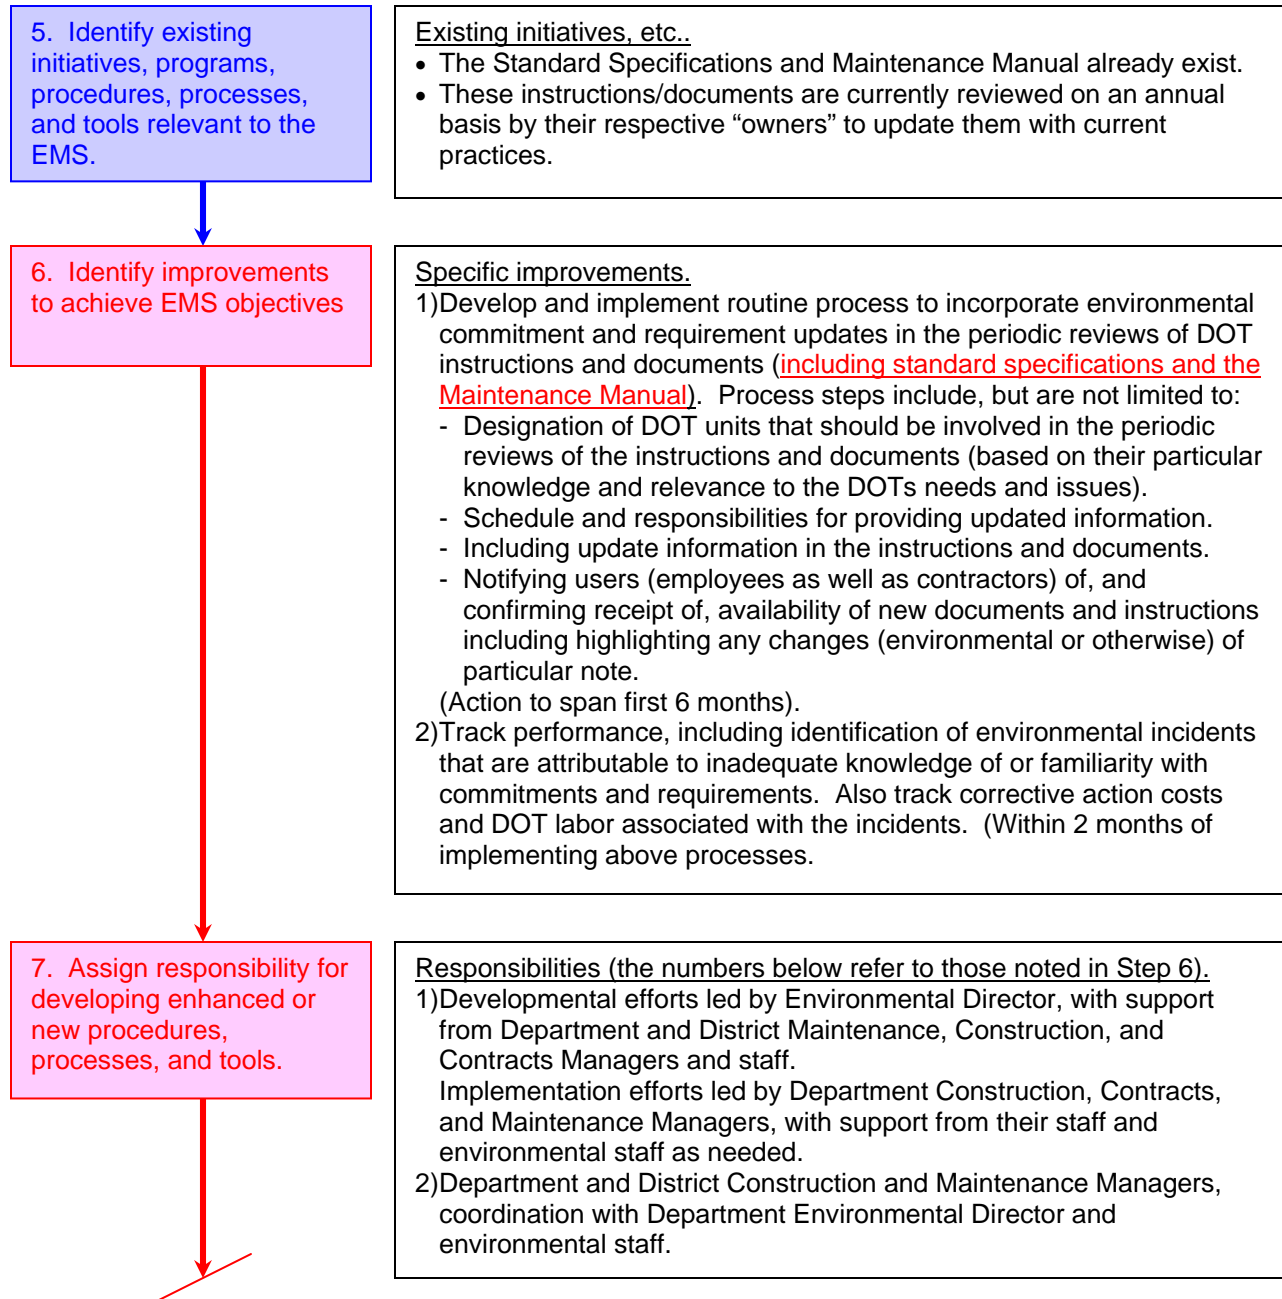 5.  Identify existing
initiatives, programs,
procedures, processes,
and tools relevant to the
EMS.
Existing initiatives, etc..
• The Standard Specifications and Maintenance Manual already exist.
• These instructions/documents are currently reviewed on an annual
basis by their respective “owners” to update them with current
practices.
6.  Identify improvements
to achieve EMS objectives
Specific improvements.
1)Develop and implement routine process to incorporate environmental
commitment and requirement updates in the periodic reviews of DOT
instructions and documents (including standard specifications and the
Maintenance Manual).  Process steps include, but are not limited to:
- Designation of DOT units that should be involved in the periodic
reviews of the instructions and documents (based on their particular
knowledge and relevance to the DOTs needs and issues).
- Schedule and responsibilities for providing updated information.
- Including update information in the instructions and documents.
- Notifying users (employees as well as contractors) of, and
confirming receipt of, availability of new documents and instructions
including highlighting any changes (environmental or otherwise) of
particular note.
(Action to span first 6 months).
2)Track performance, including identification of environmental incidents
that are attributable to inadequate knowledge of or familiarity with
commitments and requirements.  Also track corrective action costs
and DOT labor associated with the incidents.  (Within 2 months of
implementing above processes.
7.  Assign responsibility for
developing enhanced or
new procedures,
processes, and tools.
Responsibilities (the numbers below refer to those noted in Step 6).
1)Developmental efforts led by Environmental Director, with support
from Department and District Maintenance, Construction, and
Contracts Managers and staff.
Implementation efforts led by Department Construction, Contracts,
and Maintenance Managers, with support from their staff and
environmental staff as needed.
2)Department and District Construction and Maintenance Managers,
coordination with Department Environmental Director and
environmental staff.